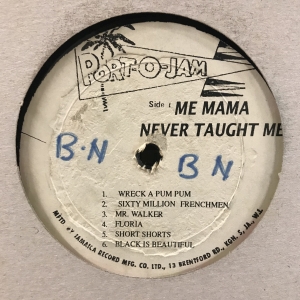 PORT-O-JAM
Side 1
ME MAMA
NEVER TAUGHT ME
B.N
B N
1. WRECK A PUM PUM
2. SIXTY MILLION FRENCHMEN
3. MR. WALKER
4. FLORIA
5. SHORT SHORTS
6. BLACK IS BEAUTIFUL
MFTD BY JAMAICA RECORD MFG. CO. LTD., 13 BRENTFORD RD., KGN. 5, JA., W.I.